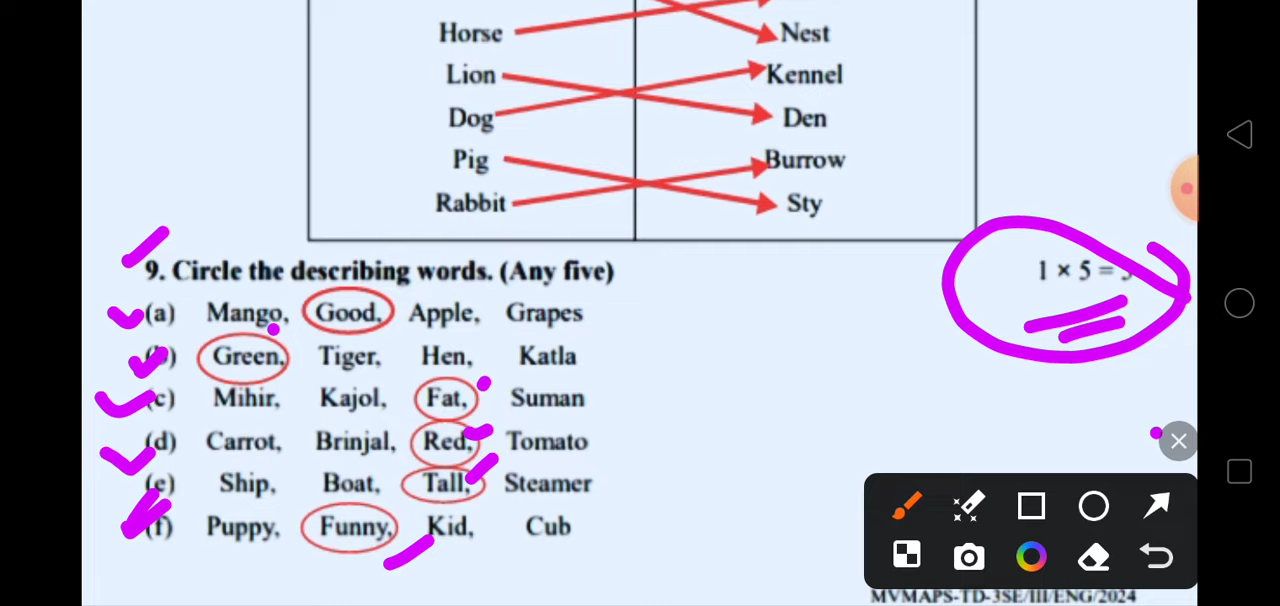 Horse Nest
Lion Kennel
Dog Den
Pig Burrow
Rabbit Sty
9. Circle the describing words. (Any five) 1 × 5 =
(a) Mango, Good, Apple, Grapes
(b) Green, Tiger, Hen, Katla
(c) Mihir, Kajol, Fat, Suman
(d) Carrot, Brinjal, Red, Tomato
(e) Ship, Boat, Tall, Steamer
(f) Puppy, Funny, Kid, Cub
MVMAPS-TD-3SE/III/ENG/2024